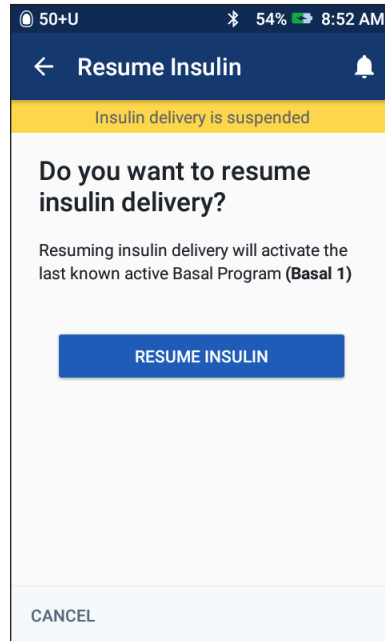 50+U 54% 8:52 AM
Resume Insulin
Insulin delivery is suspended
Do you want to resume
insulin delivery?
Resuming insulin delivery will activate the
last known active Basal Program (Basal 1)
RESUME INSULIN
CANCEL